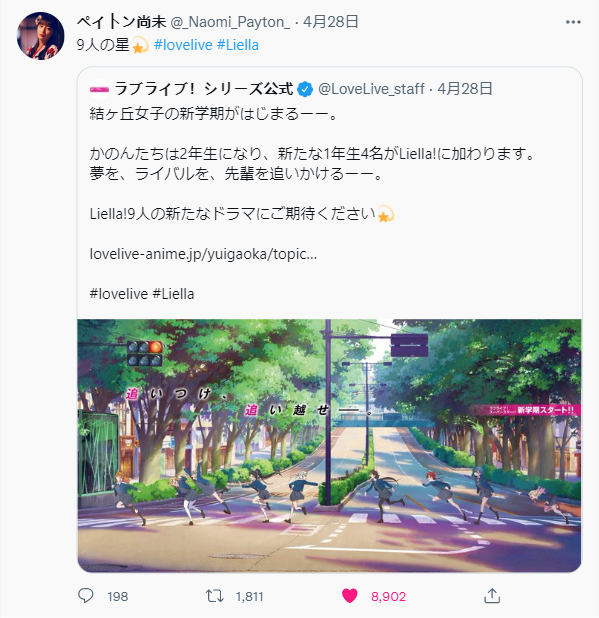 ペイトン尚未 @_Naomi_Payton_ · 4月28日
9人の星💫 #lovelive #Liella
ラブライブ！シリーズ公式 @LoveLive_staff · 4月28日
結ヶ丘女子の新学期がはじまるーー。
かのんたちは2年生になり、新たな1年生4名がLiella!に加わります。
夢を、ライバルを、先輩を追いかけるーー。
Liella!9人の新たなドラマにご期待ください💫
lovelive-anime.jp/yuigaoka/topic...
#lovelive #Liella
追いつけ、
追い越せ──。
新学期スタート!!
198 1,811 8,902